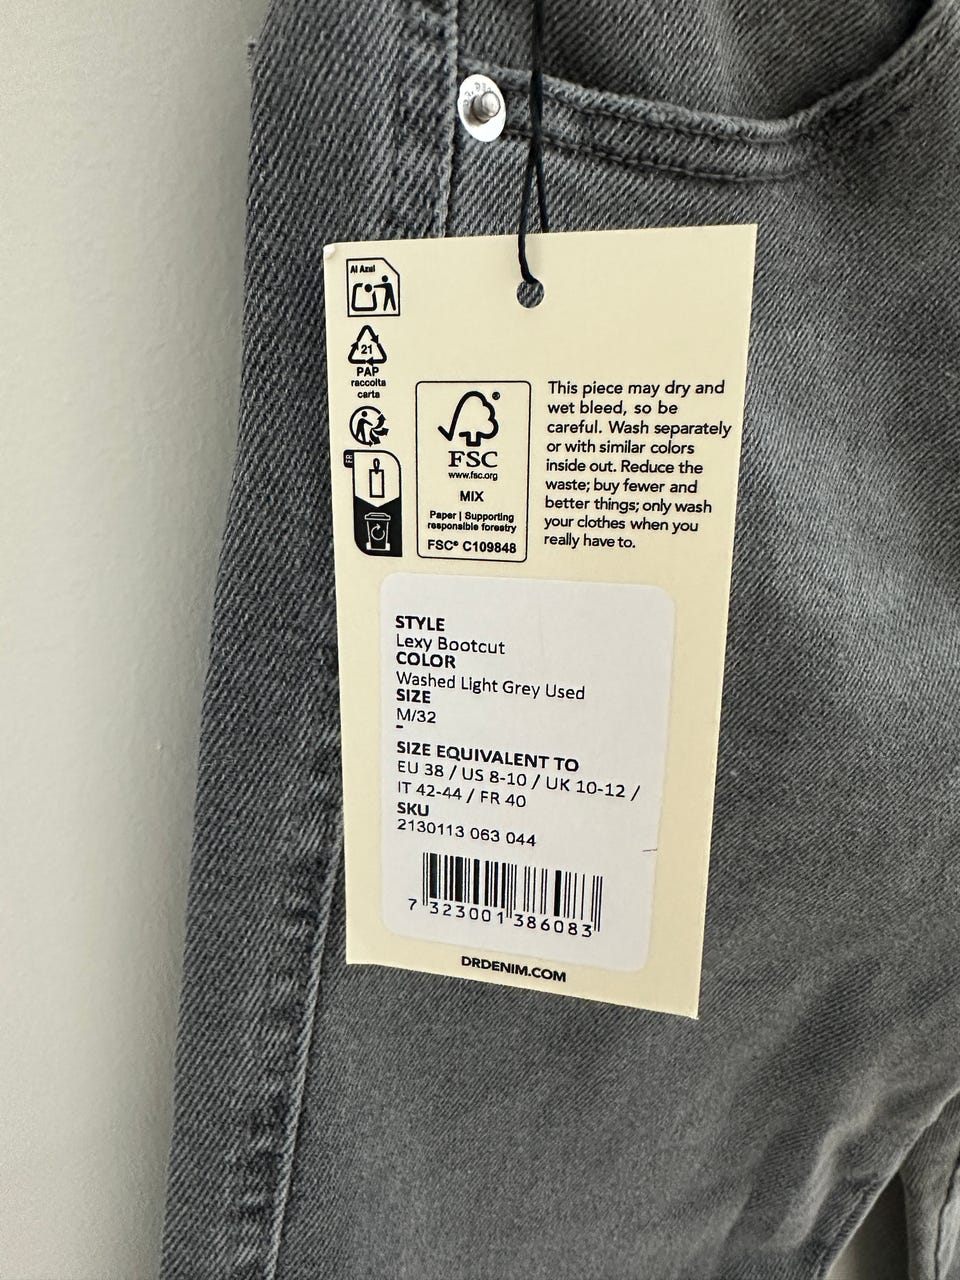 Al Azul
21
PAP
raccolta
carta
FR
FSC®
www.fsc.org
MIX
Paper | Supporting
responsible forestry
FSC® C109848
This piece may dry and
wet bleed, so be
careful. Wash separately
or with similar colors
inside out. Reduce the
waste; buy fewer and
better things; only wash
your clothes when you
really have to.
STYLE
Lexy Bootcut
COLOR
Washed Light Grey Used
SIZE
M/32
-
SIZE EQUIVALENT TO
EU 38 / US 8-10 / UK 10-12 /
IT 42-44 / FR 40
SKU
2130113 063 044
7 323001 386083
DRDENIM.COM